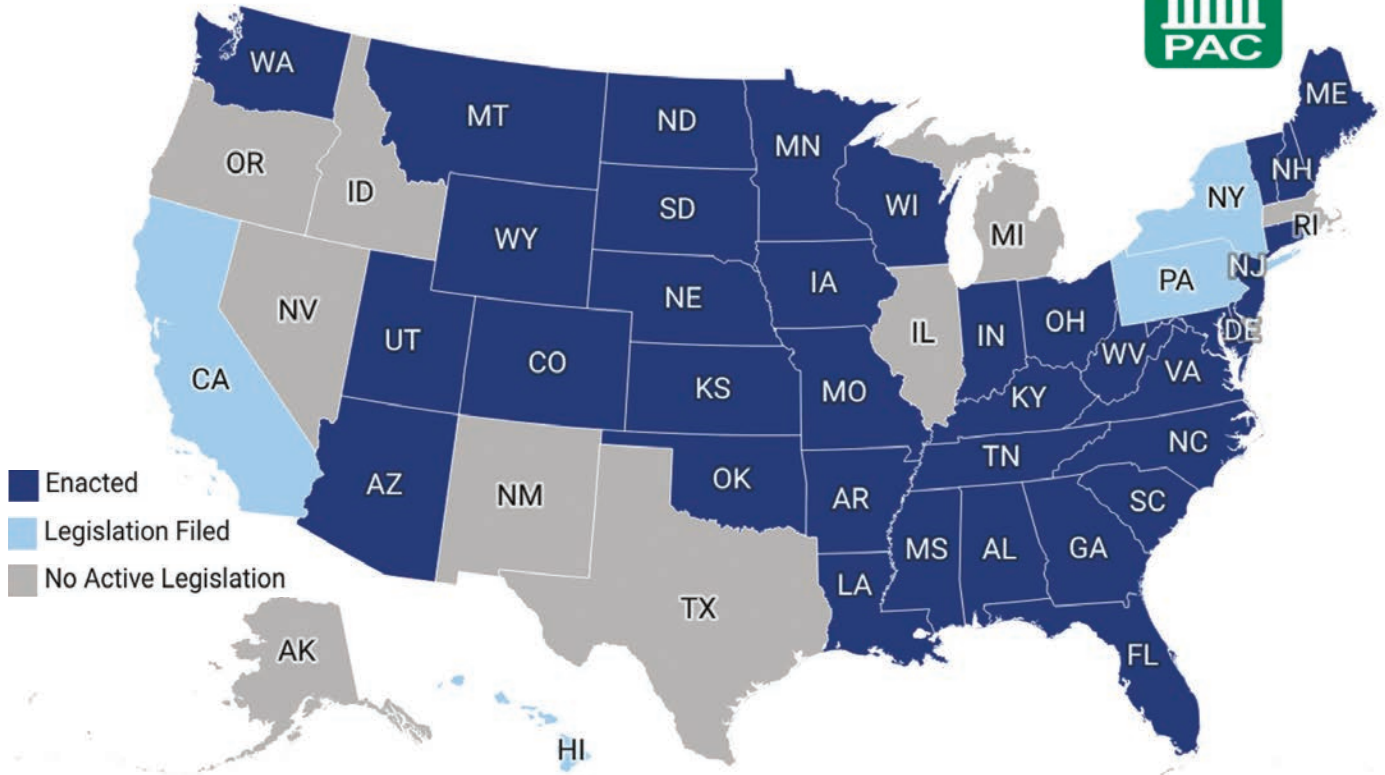 PAC
WA
MT
ND
MN
ME
OR
ID
SD
WI
MI
NY
NH
RI
WY
NE
IA
PA
NJ
NV
UT
CO
KS
MO
IL
IN
OH
WV
VA
DE
CA
KY
AZ
NM
OK
AR
TN
NC
SC
Enacted
Legislation Filed
No Active Legislation
TX
LA
MS
AL
GA
FL
AK
HI